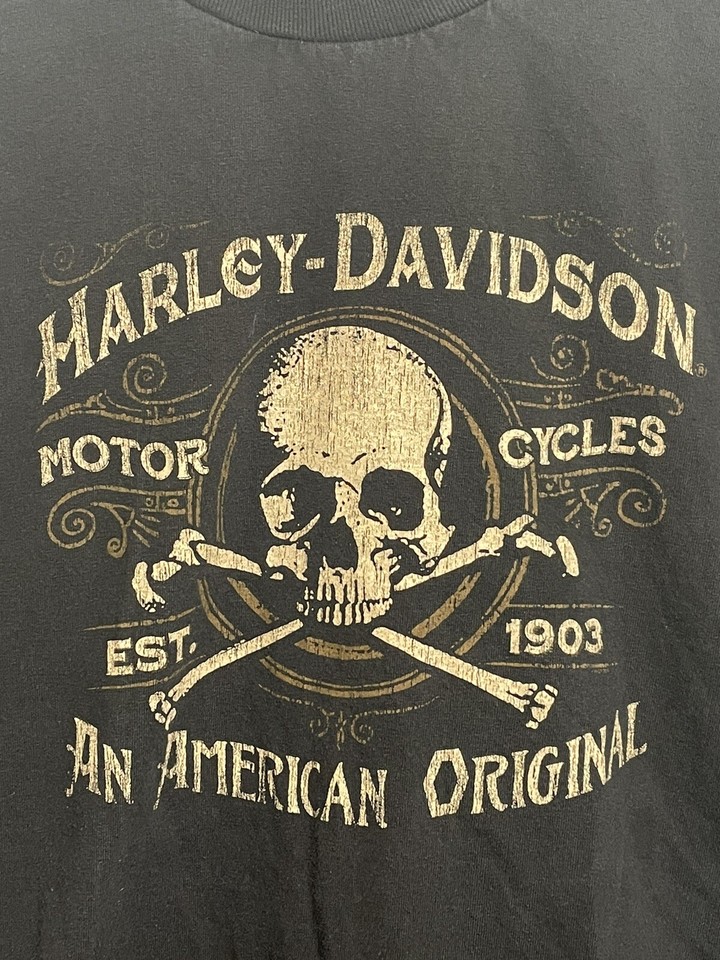 HARLEY-DAVIDSON®
MOTOR CYCLES
EST. 1903
AN AMERICAN ORIGINAL